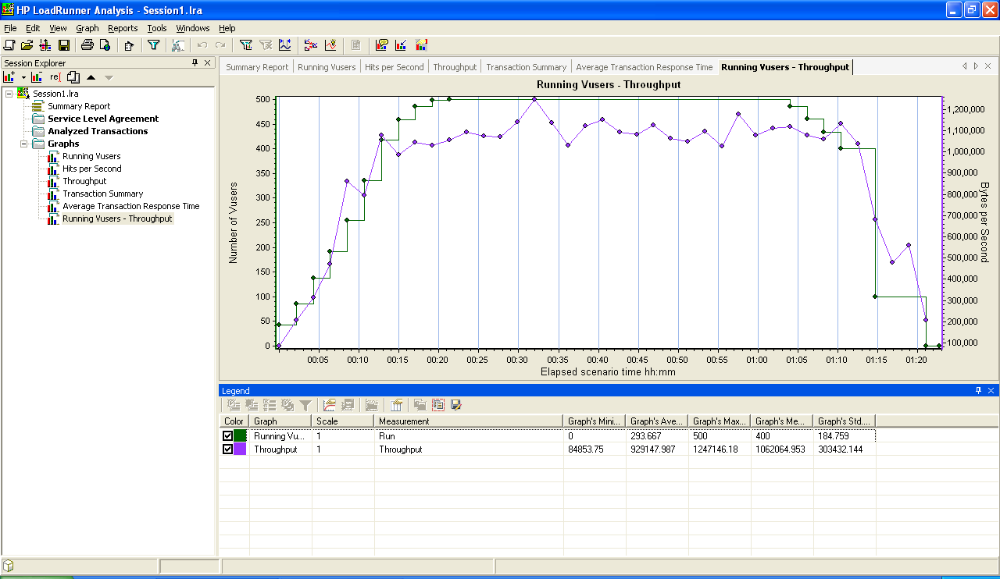 HP LoadRunner Analysis - Session1.lra
File Edit View Graph Reports Tools Windows Help
Session Explorer
Session1.lra
Summary Report
Service Level Agreement
Analyzed Transactions
Graphs
Running Vusers
Hits per Second
Throughput
Transaction Summary
Average Transaction Response Time
Running Vusers - Throughput
Summary Report Running Vusers Hits per Second Throughput Transaction Summary Average Transaction Response Time Running Vusers - Throughput
Running Vusers - Throughput
Number of Vusers
500
450
400
350
300
250
200
150
100
50
0
1,200,000
1,100,000
1,000,000
900,000
800,000
700,000
600,000
500,000
400,000
300,000
200,000
100,000
Bytes per Second
00:05 00:10 00:15 00:20 00:25 00:30 00:35 00:40 00:45 00:50 00:55 01:00 01:05 01:10 01:15 01:20
Elapsed scenario time hh:mm
Legend
Color Graph Scale Measurement Graph's Mini... Graph's Ave... Graph's Max... Graph's Me... Graph's Std....
Running Vu... 1 Run 0 293.667 500 400 184.759
Throughput 1 Throughput 84853.75 929147.987 1247146.18 1062064.953 303432.144